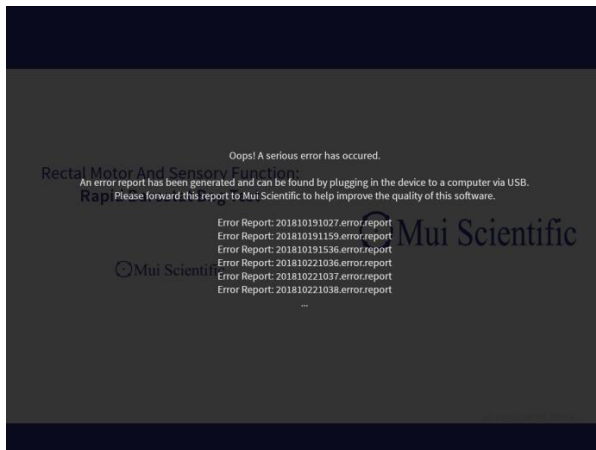 Oops! A serious error has occured.
Rectal Motor And Sensory Function:
An error report has been generated and can be found by plugging in the device to a computer via USB.
Please forward this report to Mui Scientific to help improve the quality of this software.
Error Report: 201810191027.error.report
Error Report: 201810191159.error.report
Mui Scientific
Error Report: 201810191536.error.report
Error Report: 201810221036.error.report
Mui Scientific
Error Report: 201810221037.error.report
Error Report: 201810221038.error.report
...